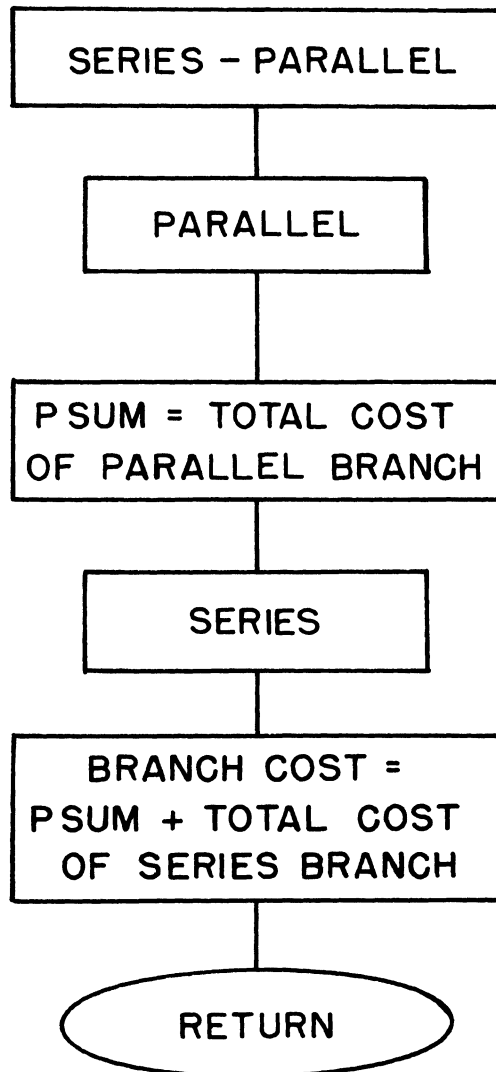 SERIES - PARALLEL
PARALLEL
PSUM = TOTAL COST
OF PARALLEL BRANCH
SERIES
BRANCH COST =
PSUM + TOTAL COST
OF SERIES BRANCH
RETURN